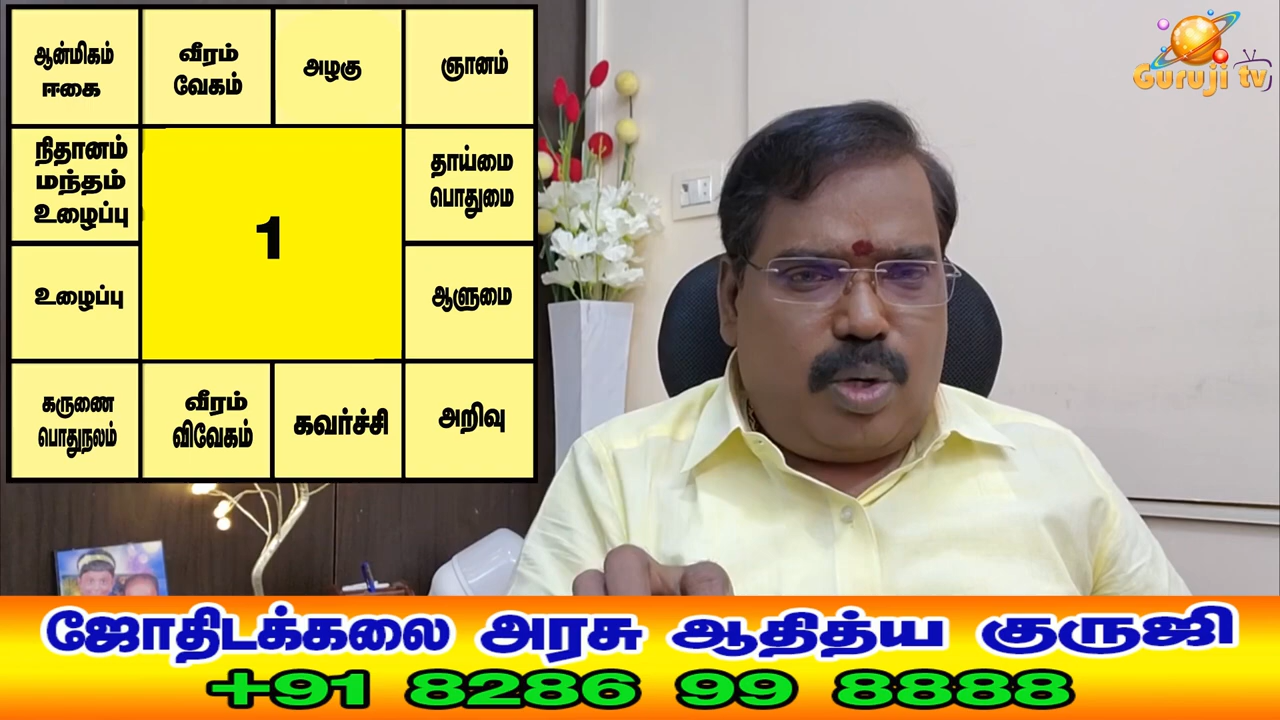 ஆன்மிகம்
ஈகை
வீரம்
வேகம்
அழகு
ஞானம்
Guruji tv
நிதானம்
மந்தம்
உழைப்பு
தாய்மை
பொதுமை
1
உழைப்பு
ஆளுமை
கருணை
பொதுநலம்
வீரம்
விவேகம்
கவர்ச்சி
அறிவு
ஜோதிடக்கலை அரசு ஆதித்ய குருஜி
+91 8286 99 8888